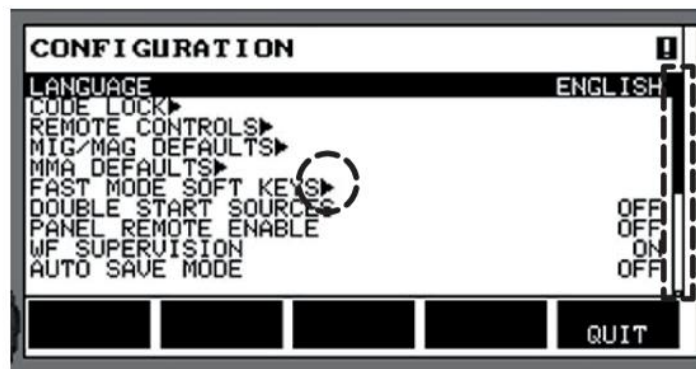 CONFIGURATION !
LANGUAGE ENGLISH
CODE LOCK▶
REMOTE CONTROLS▶
MIG/MAG DEFAULTS▶
MMA DEFAULTS▶
FAST MODE SOFT KEYS▶
DOUBLE START SOURCES OFF
PANEL REMOTE ENABLE OFF
WF SUPERVISION ON
AUTO SAVE MODE OFF
QUIT